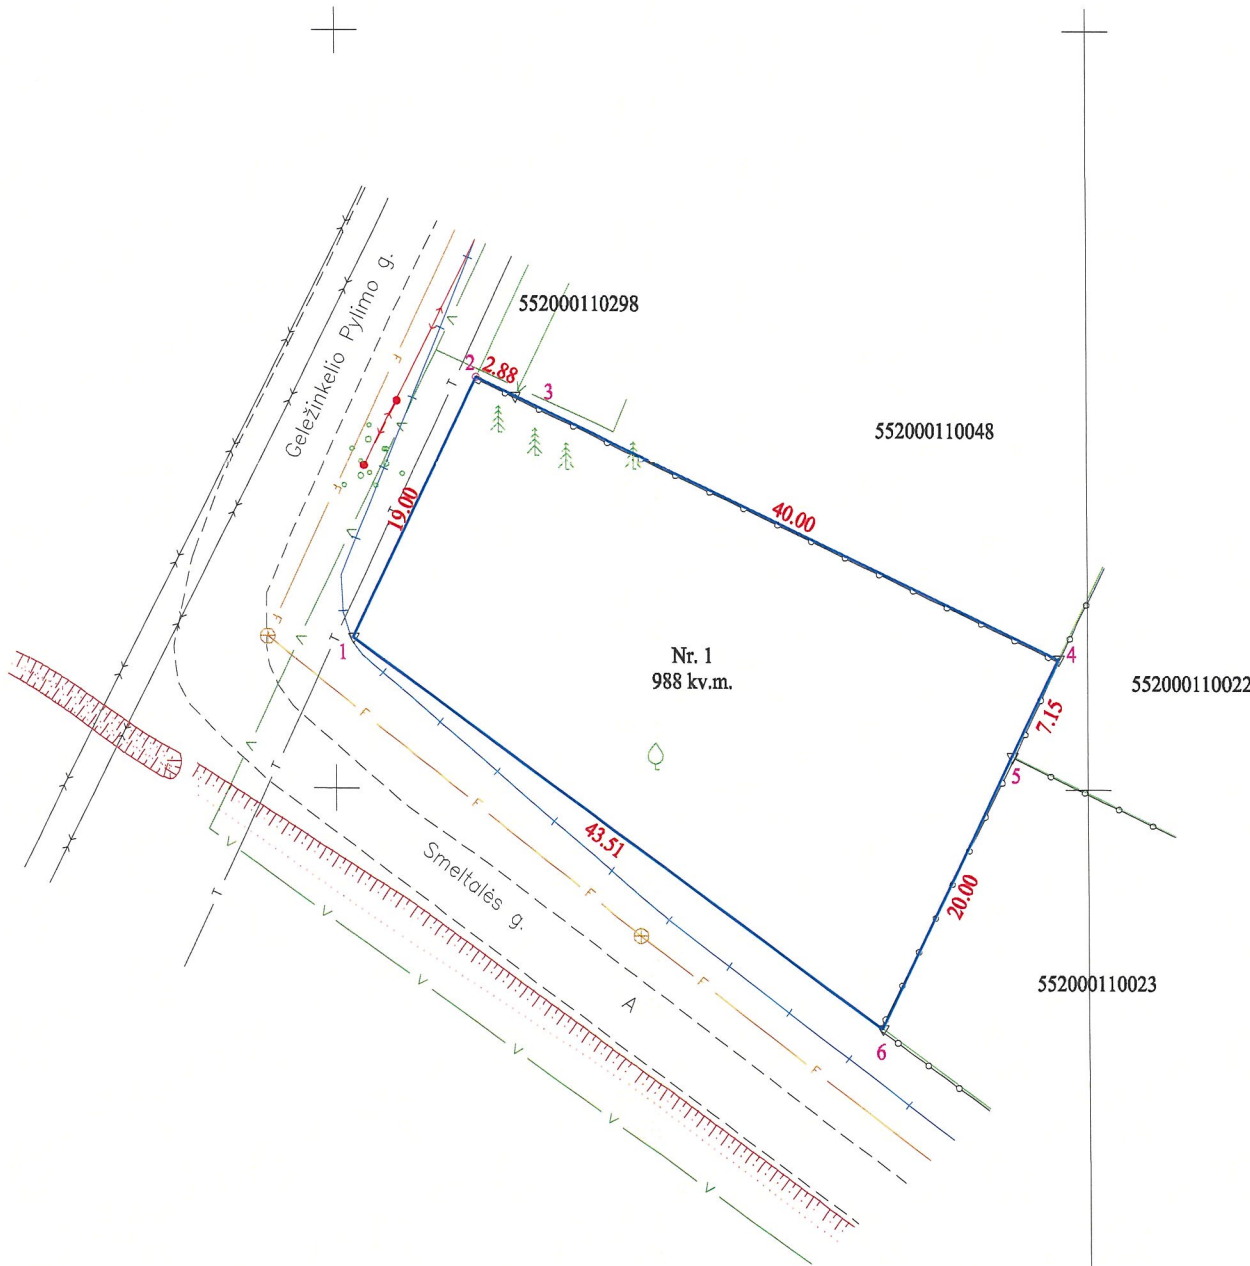 552000110298
2
2.88
3
Geležinkelio Pylimo g.
552000110048
40.00
19.00
1
Nr. 1
988 kv.m.
4
552000110022
7.15
5
43.51
Smeltalės g.
20.00
552000110023
A
6
F
F
F
F
F
F
F
F
T
T
T
T
T
V
V
V
V
V
V
V
V
V
V
V